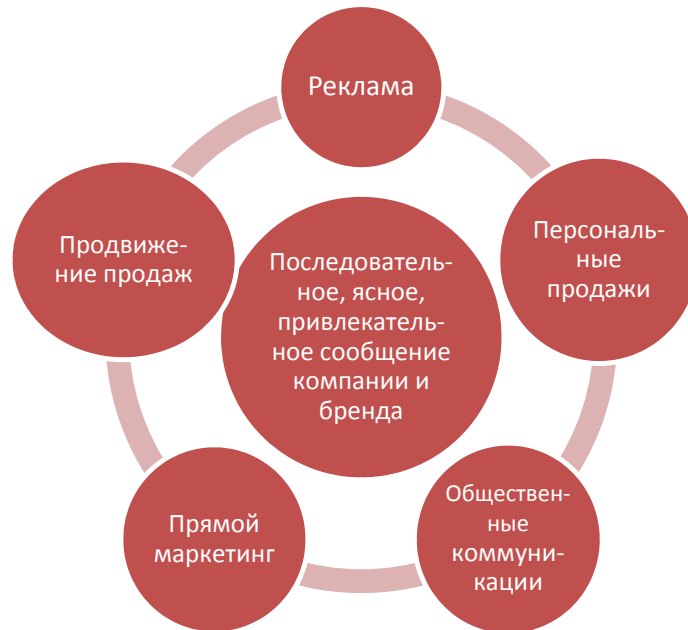 Реклама
Персональ-
ные
продажи
Общественные-
ные
коммуни-
кации
Прямой
маркетинг
Продвиже-
ние продаж
Последователь-
ное, ясное,
привлекатель-
ное сообщение
компании и
бренда